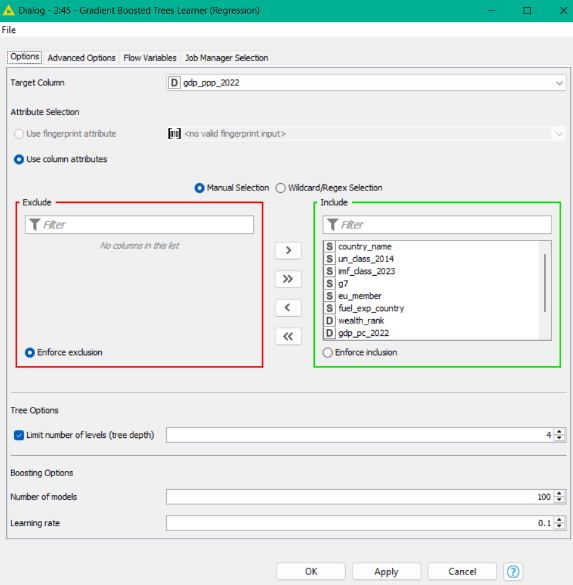 Dialog - 3:45 - Gradient Boosted Trees Learner (Regression)
File
Options Advanced Options Flow Variables Job Manager Selection
Target Column D gdp_ppp_2022
Attribute Selection
Use fingerprint attribute <no valid fingerprint input>
Use column attributes
Manual Selection Wildcard/Regex Selection
Exclude Include
Filter Filter
No columns in this list
S country_name
S un_class_2014
S imf_class_2023
S g7
S eu_member
S fuel_exp_country
D wealth_rank
D gdp_pc_2022
> 
>>
<
<<
Enforce exclusion Enforce inclusion
Tree Options
Limit number of levels (tree depth) 4
Boosting Options
Number of models 100
Learning rate 0.1
OK Apply Cancel ?